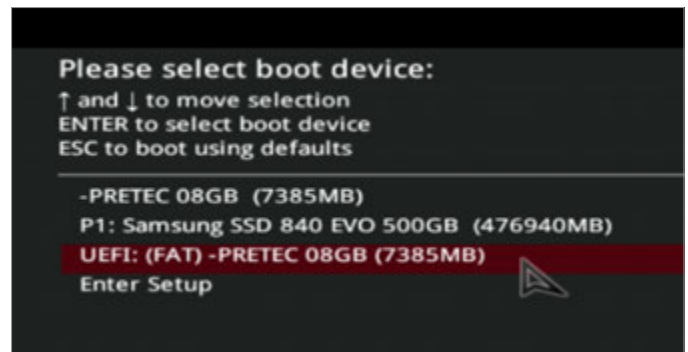 Please select boot device:
↑ and ↓ to move selection
ENTER to select boot device
ESC to boot using defaults
-PRETEC 08GB (7385MB)
P1: Samsung SSD 840 EVO 500GB (476940MB)
UEFI: (FAT) -PRETEC 08GB (7385MB)
Enter Setup